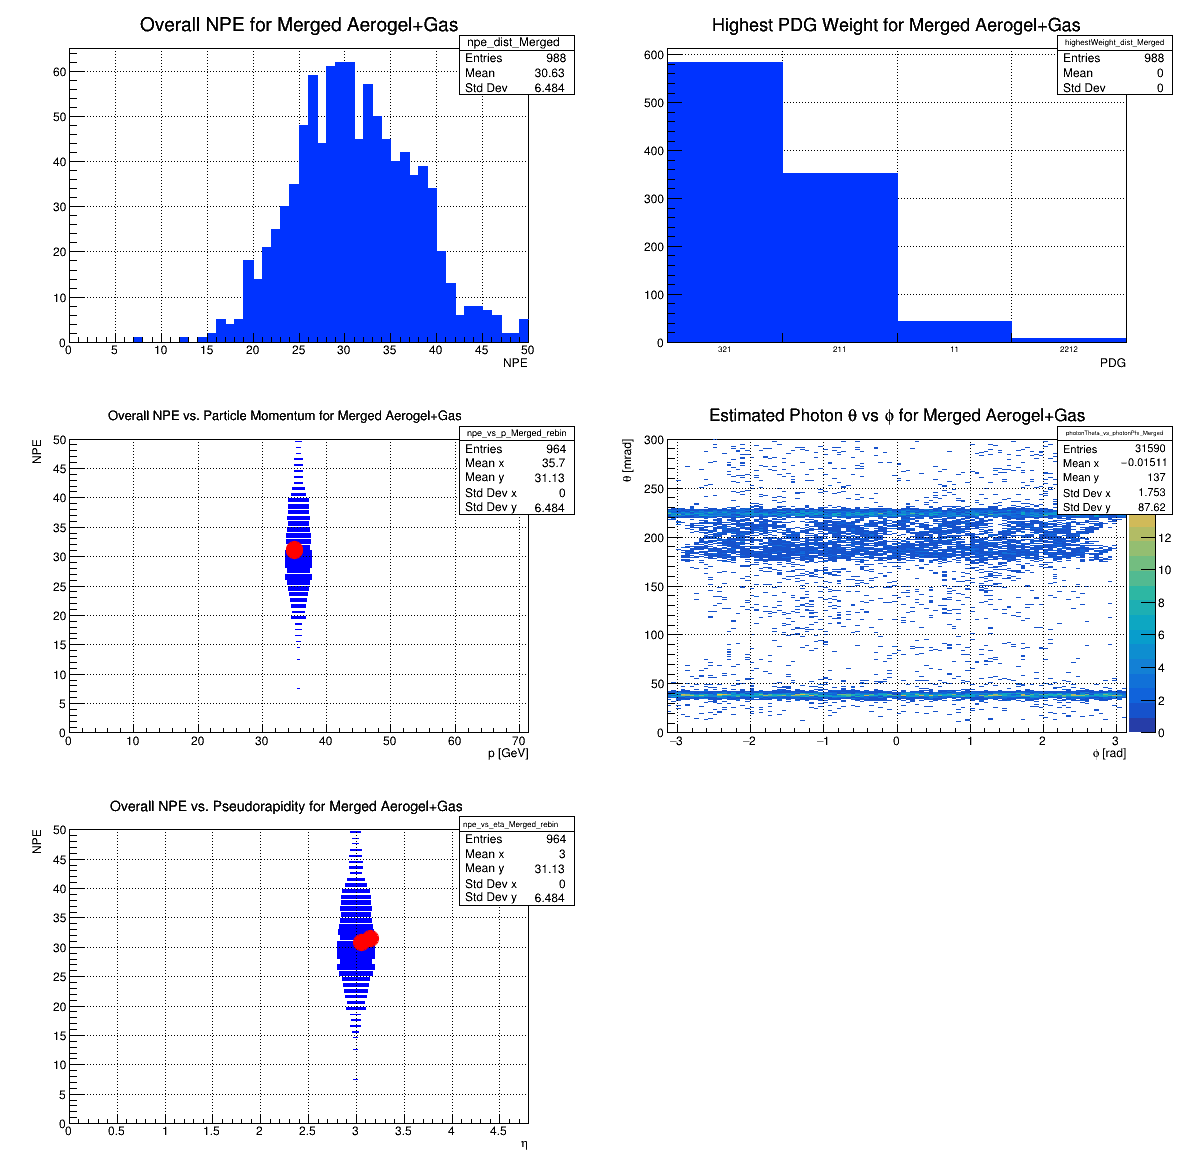 Overall NPE for Merged Aerogel+Gas
npe_dist_Merged
Entries 988
Mean 30.63
Std Dev 6.484
60
50
40
30
20
10
0
0 5 10 15 20 25 30 35 40 45 50
NPE
Highest PDG Weight for Merged Aerogel+Gas
highestWeight_dist_Merged
Entries 988
Mean 0
Std Dev 0
600
500
400
300
200
100
0
321 211 11 2212
PDG
Overall NPE vs. Particle Momentum for Merged Aerogel+Gas
npe_vs_p_Merged_rebin
Entries 964
Mean x 35.7
Mean y 31.13
Std Dev x 0
Std Dev y 6.484
NPE
50
45
40
35
30
25
20
15
10
5
0
0 10 20 30 40 50 60 70
p [GeV]
Estimated Photon θ vs ϕ for Merged Aerogel+Gas
photonTheta_vs_photonPhi_Merged
Entries 31590
Mean x −0.01511
Mean y 137
Std Dev x 1.753
Std Dev y 87.62
θ [mrad]
300
250
200
150
100
50
0
−3 −2 −1 0 1 2 3
ϕ [rad]
12
10
8
6
4
2
0
Overall NPE vs. Pseudorapidity for Merged Aerogel+Gas
npe_vs_eta_Merged_rebin
Entries 964
Mean x 3
Mean y 31.13
Std Dev x 0
Std Dev y 6.484
NPE
50
45
40
35
30
25
20
15
10
5
0
0 0.5 1 1.5 2 2.5 3 3.5 4 4.5
η